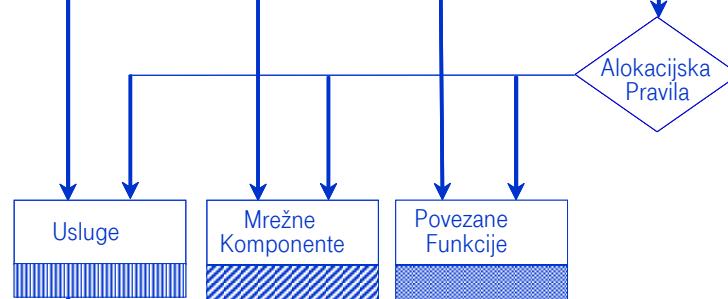 Alokacijska
Pravila
Usluge
Mrežne
Komponente
Povezane
Funkcije